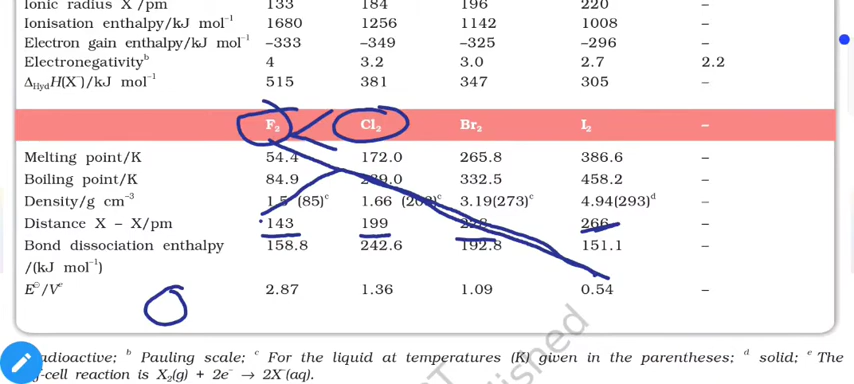 Ionic radius X⁻/pm 133 184 196 220 –
Ionisation enthalpy/kJ mol⁻¹ 1680 1256 1142 1008 –
Electron gain enthalpy/kJ mol⁻¹ –333 –349 –325 –296 –
Electronegativityᵇ 4 3.2 3.0 2.7 2.2
ΔHydH(X⁻)/kJ mol⁻¹ 515 381 347 305 –
F₂ Cl₂ Br₂ I₂ –
Melting point/K 54.4 172.0 265.8 386.6 –
Boiling point/K 84.9 332.5 458.2 –
Density/g cm⁻³ 1.5 (85)ᶜ 1.66 3.19(273)ᶜ 4.94(293)ᵈ –
Distance X – X/pm 143 199 266 –
Bond dissociation enthalpy 158.8 242.6 192.8 151.1 –
/(kJ mol⁻¹)
E⊖/Vᵉ 2.87 1.36 1.09 0.54 –
ᵇ Pauling scale; ᶜ For the liquid at temperatures (K) given in the parentheses; ᵈ solid; ᵉ The
reaction is X₂(g) + 2e⁻ → 2X⁻(aq).